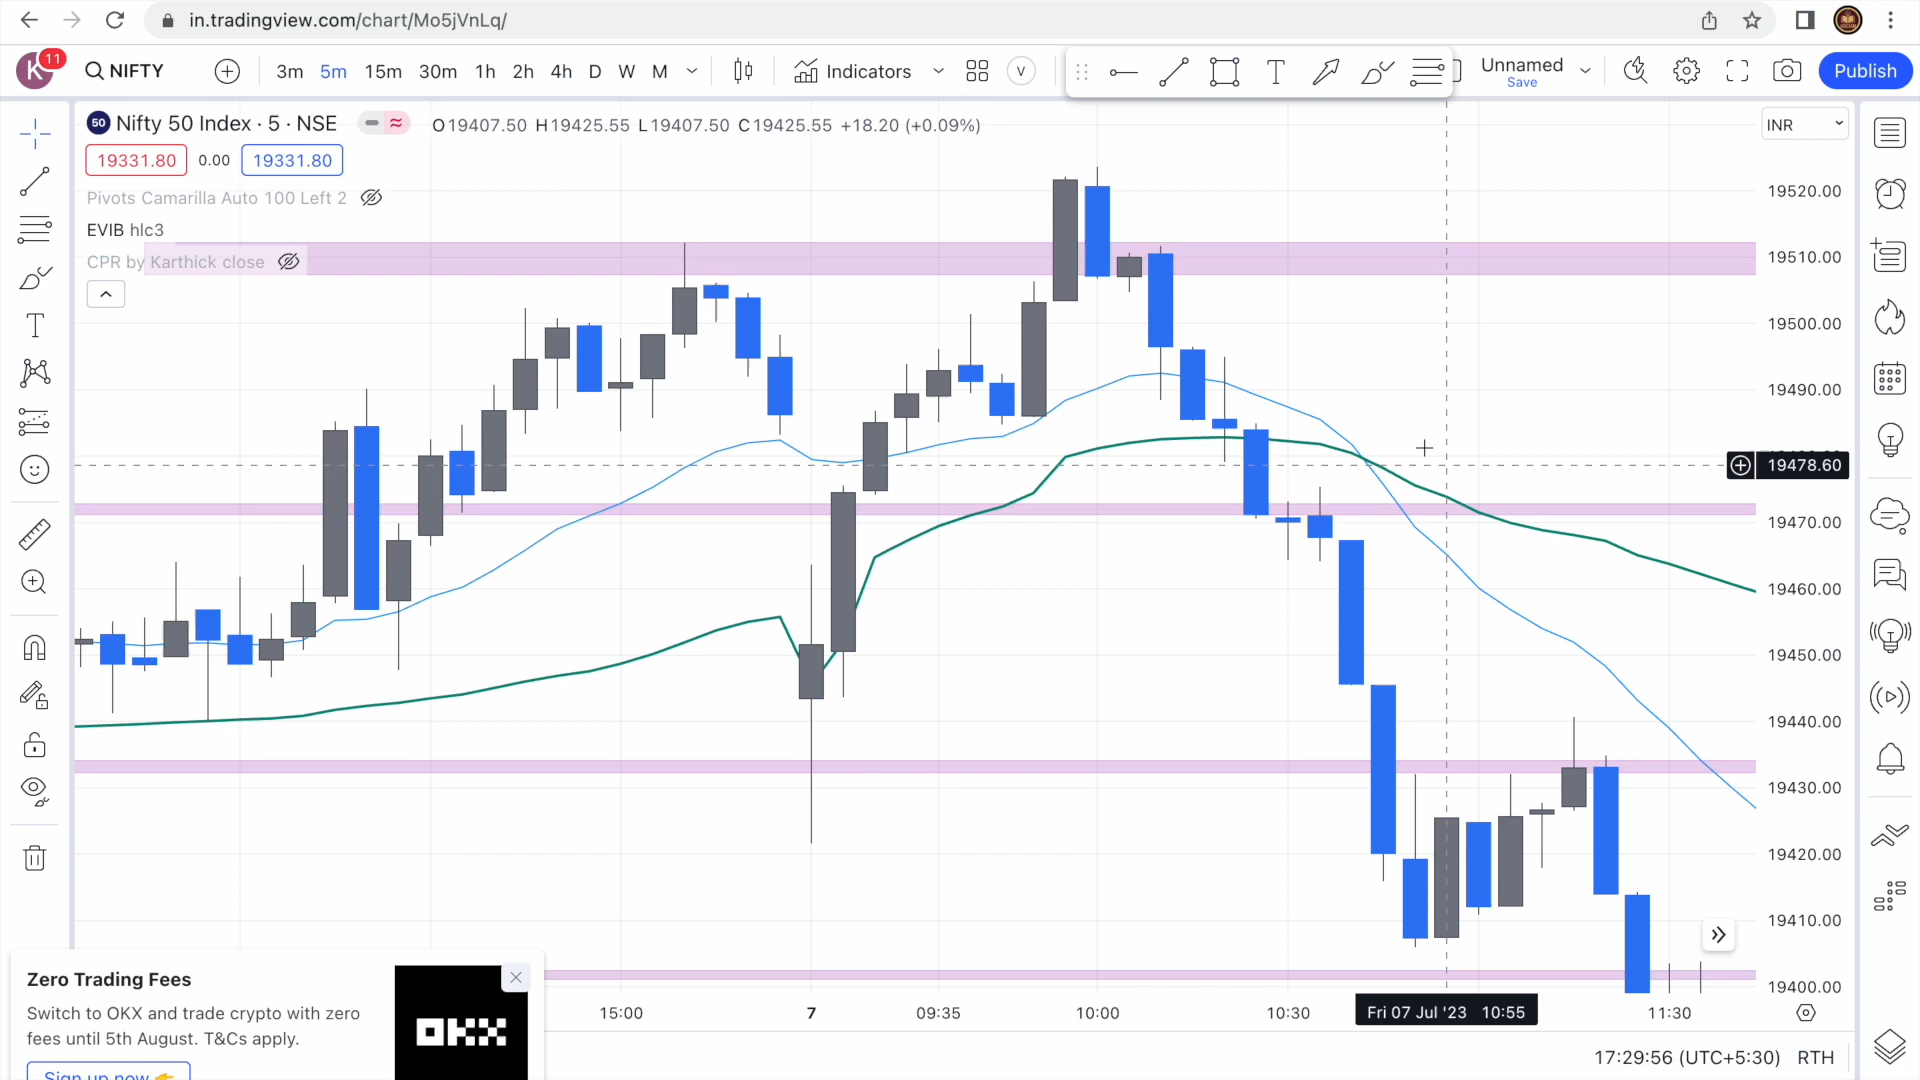 in.tradingview.com/chart/Mo5jVnLq/
K 11 NIFTY 3m 5m 15m 30m 1h 2h 4h D W M Indicators V T Unnamed Save Publish
50 Nifty 50 Index · 5 · NSE O19407.50 H19425.55 L19407.50 C19425.55 +18.20 (+0.09%)
INR
19331.80 0.00 19331.80
Pivots Camarilla Auto 100 Left 2
EVIB hlc3
CPR by Karthick close
19520.00
19510.00
19500.00
19490.00
19478.60
19470.00
19460.00
19450.00
19440.00
19430.00
19420.00
19410.00
19400.00
Zero Trading Fees
Switch to OKX and trade crypto with zero
fees until 5th August. T&Cs apply.
Sign up now
OKX
15:00 7 09:35 10:00 10:30 Fri 07 Jul '23 10:55 11:30
17:29:56 (UTC+5:30) RTH